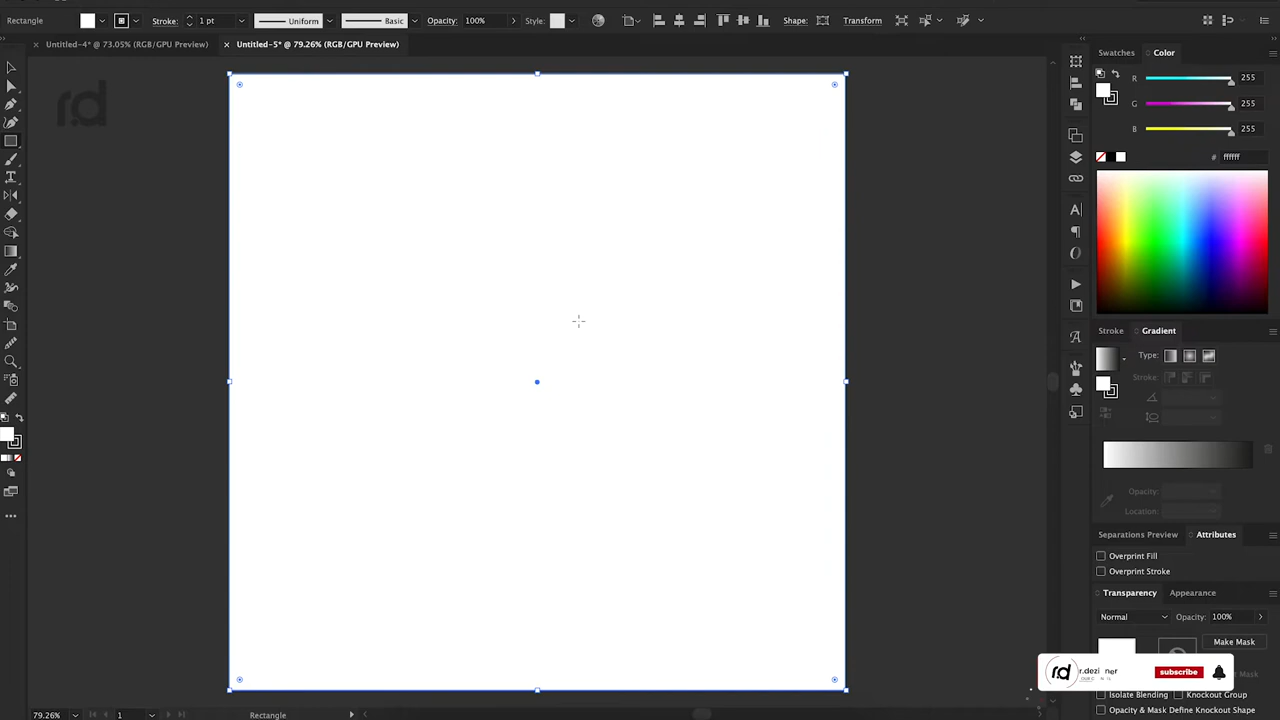 Rectangle Stroke: 1 pt Uniform Basic Opacity: 100% Style: Shape: Transform
× Untitled-4* @ 73.05% (RGB/GPU Preview) × Untitled-5* @ 79.26% (RGB/GPU Preview)
Swatches Color
r.d
R 255
G 255
B 255
# ffffff
Stroke Gradient
Type:
Stroke:
Opacity:
Location:
Separations Preview Attributes
Overprint Fill
Overprint Stroke
Transparency Appearance
Normal Opacity: 100%
Make Mask
r.d r.dezi ner subscribe
Isolate Blending Knockout Group
Opacity & Mask Define Knockout Shape
79.26% 1 Rectangle